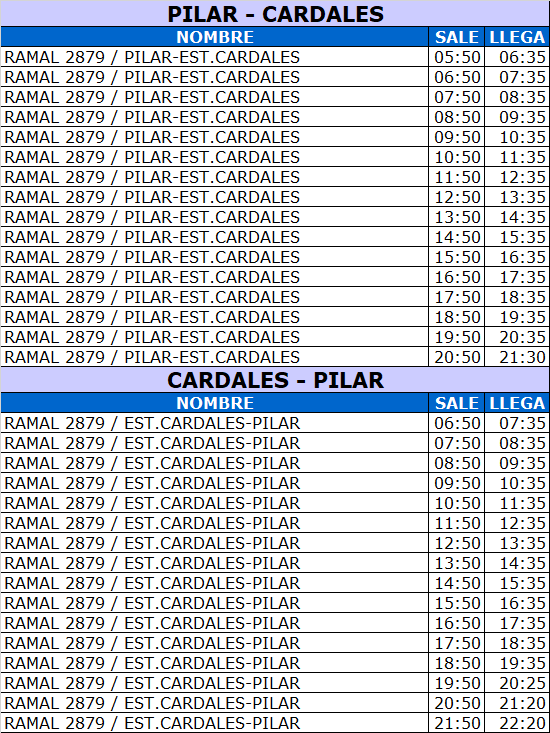 PILAR - CARDALES
NOMBRE SALE LLEGA
RAMAL 2879 / PILAR-EST.CARDALES 05:50 06:35
RAMAL 2879 / PILAR-EST.CARDALES 06:50 07:35
RAMAL 2879 / PILAR-EST.CARDALES 07:50 08:35
RAMAL 2879 / PILAR-EST.CARDALES 08:50 09:35
RAMAL 2879 / PILAR-EST.CARDALES 09:50 10:35
RAMAL 2879 / PILAR-EST.CARDALES 10:50 11:35
RAMAL 2879 / PILAR-EST.CARDALES 11:50 12:35
RAMAL 2879 / PILAR-EST.CARDALES 12:50 13:35
RAMAL 2879 / PILAR-EST.CARDALES 13:50 14:35
RAMAL 2879 / PILAR-EST.CARDALES 14:50 15:35
RAMAL 2879 / PILAR-EST.CARDALES 15:50 16:35
RAMAL 2879 / PILAR-EST.CARDALES 16:50 17:35
RAMAL 2879 / PILAR-EST.CARDALES 17:50 18:35
RAMAL 2879 / PILAR-EST.CARDALES 18:50 19:35
RAMAL 2879 / PILAR-EST.CARDALES 19:50 20:35
RAMAL 2879 / PILAR-EST.CARDALES 20:50 21:30
CARDALES - PILAR
NOMBRE SALE LLEGA
RAMAL 2879 / EST.CARDALES-PILAR 06:50 07:35
RAMAL 2879 / EST.CARDALES-PILAR 07:50 08:35
RAMAL 2879 / EST.CARDALES-PILAR 08:50 09:35
RAMAL 2879 / EST.CARDALES-PILAR 09:50 10:35
RAMAL 2879 / EST.CARDALES-PILAR 10:50 11:35
RAMAL 2879 / EST.CARDALES-PILAR 11:50 12:35
RAMAL 2879 / EST.CARDALES-PILAR 12:50 13:35
RAMAL 2879 / EST.CARDALES-PILAR 13:50 14:35
RAMAL 2879 / EST.CARDALES-PILAR 14:50 15:35
RAMAL 2879 / EST.CARDALES-PILAR 15:50 16:35
RAMAL 2879 / EST.CARDALES-PILAR 16:50 17:35
RAMAL 2879 / EST.CARDALES-PILAR 17:50 18:35
RAMAL 2879 / EST.CARDALES-PILAR 18:50 19:35
RAMAL 2879 / EST.CARDALES-PILAR 19:50 20:25
RAMAL 2879 / EST.CARDALES-PILAR 20:50 21:20
RAMAL 2879 / EST.CARDALES-PILAR 21:50 22:20